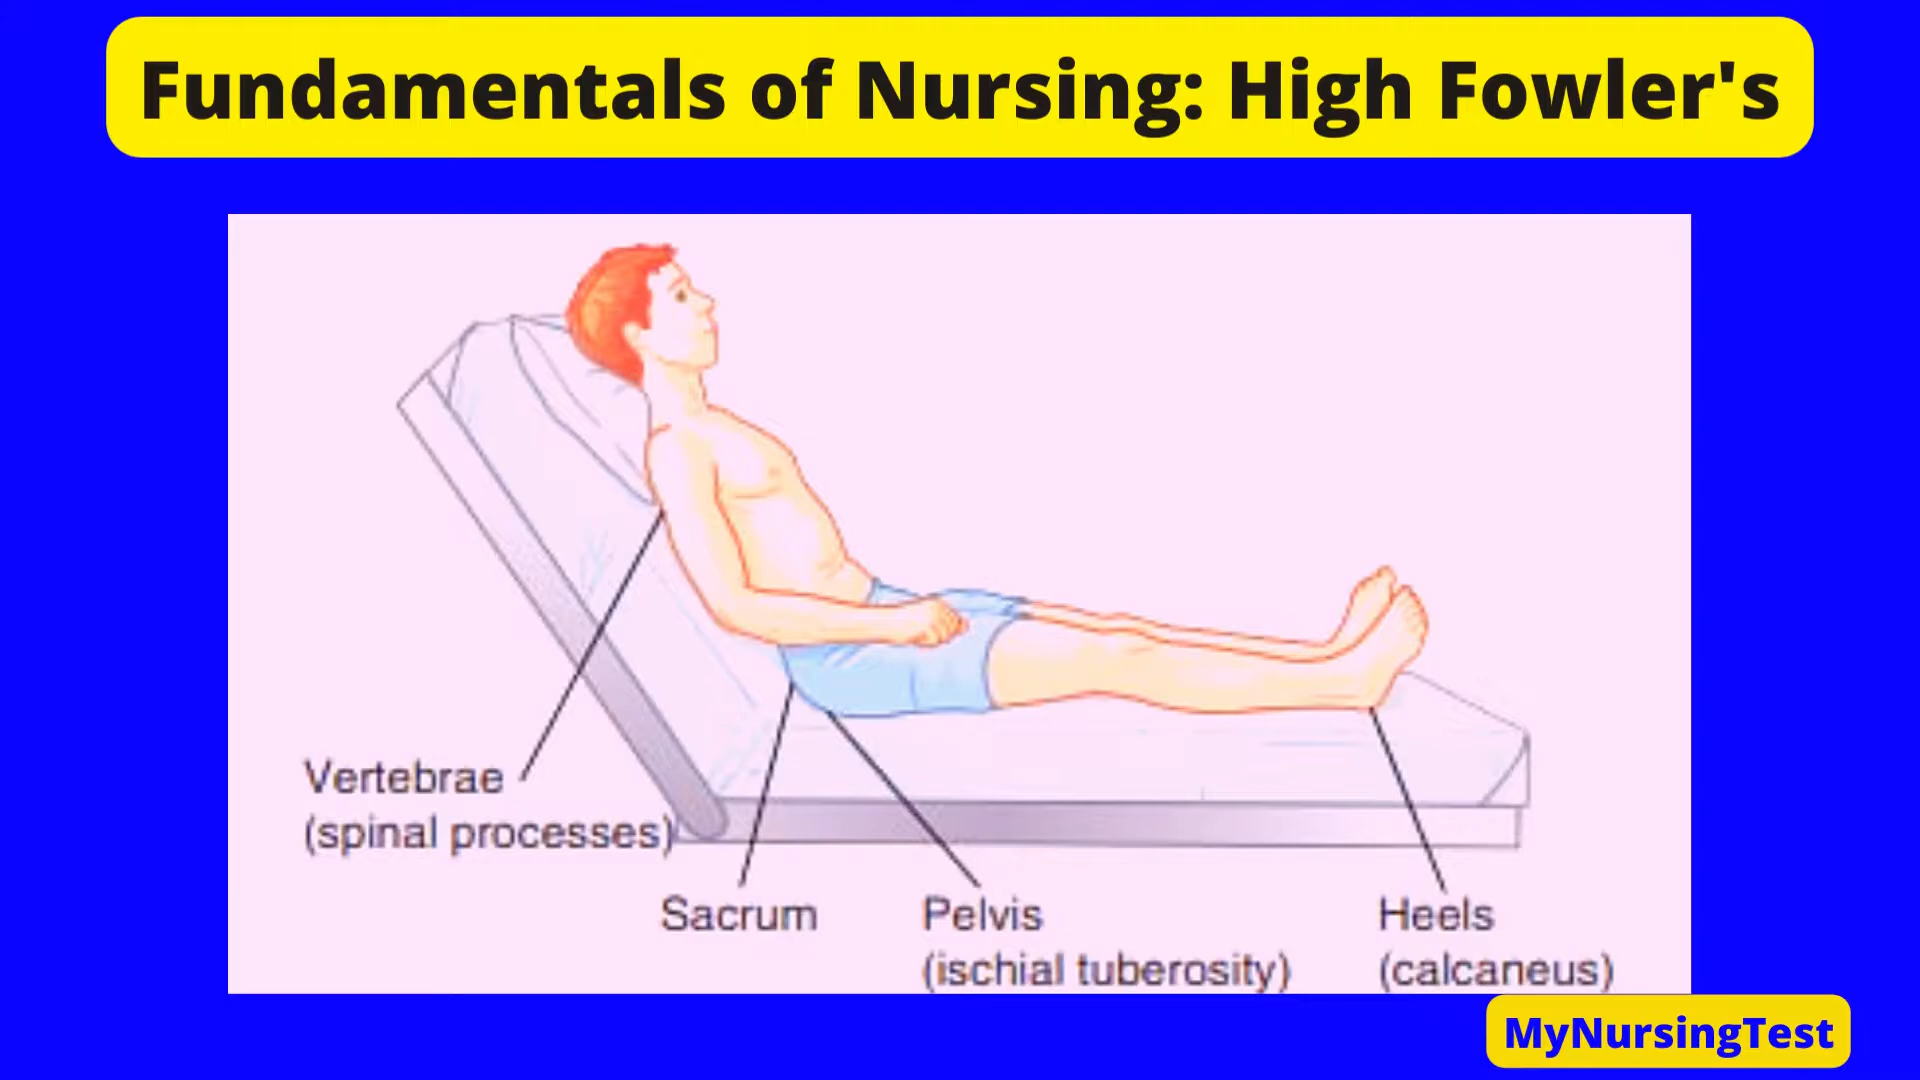 Fundamentals of Nursing: High Fowler's
Vertebrae
(spinal processes)
Sacrum
Pelvis
(ischial tuberosity)
Heels
(calcaneus)
MyNursingTest